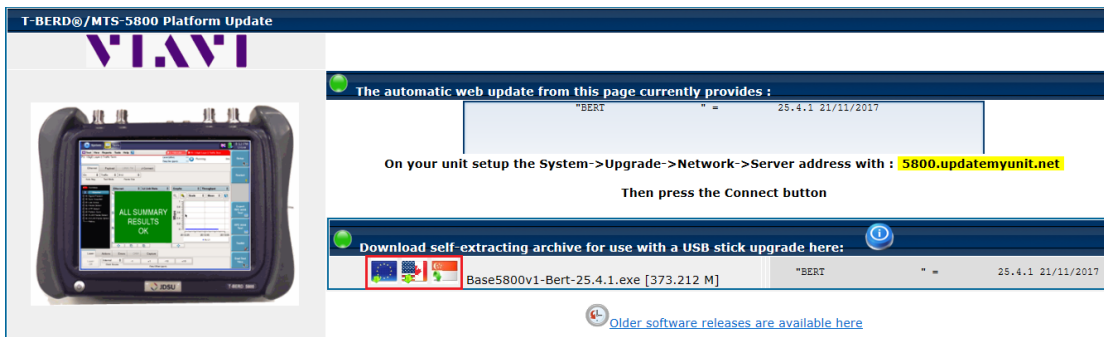 T-BERD®/MTS-5800 Platform Update
VIAVI
The automatic web update from this page currently provides :
"BERT " = 25.4.1 21/11/2017
On your unit setup the System->Upgrade->Network->Server address with : 5800.updatemyunit.net
Then press the Connect button
ALL SUMMARY
RESULTS
OK
JDSU
Download self-extracting archive for use with a USB stick upgrade here:
Base5800v1-Bert-25.4.1.exe [373.212 M]
"BERT " = 25.4.1 21/11/2017
Older software releases are available here